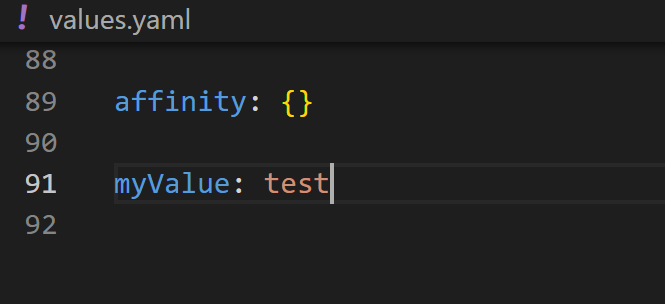 ! values.yaml
88
89 affinity: {}
90
91 myValue: test
92